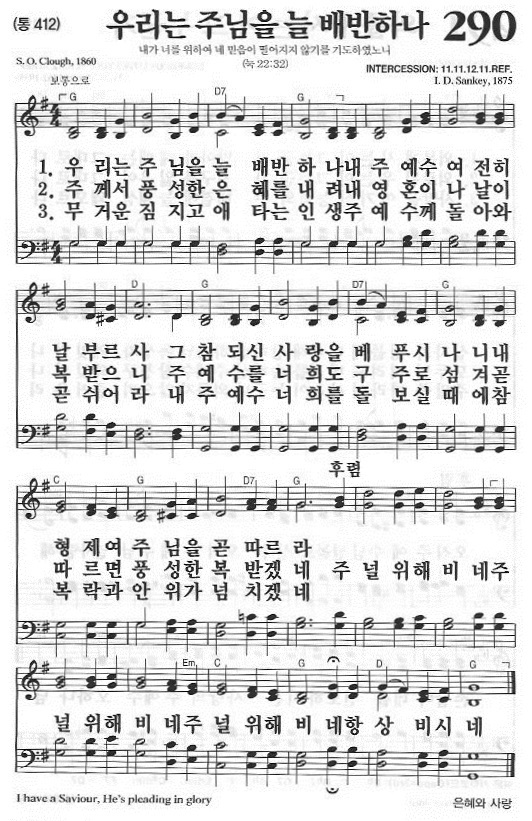 (통 412) 우리는 주님을 늘 배반하나 290
내가 너를 위하여 네 믿음이 떨어지지 않기를 기도하였노니
S. O. Clough, 1860 (눅 22:32) INTERCESSION: 11.11.12.11.REF.
보통으로 I. D. Sankey, 1875
G D7 G
1. 우 리는 주 님을 늘 배반 하 나내 주 예수 여 전히
2. 주 께서 풍 성한 은 혜를 내 려내 영 혼이 나 날이
3. 무 거운 짐 지고 애 타는 인 생주 예 수께 돌 아와
D G D7 G
날 부르 사 그 참 되신 사 랑을 베 푸시 나 니내
복 받으 니 주 예 수를 너 희도 구 주로 섬 겨곧
곧 쉬어 라 내 주 예수 너 희를 돌 보실 때 에참
후렴
C G D7 G
형 제여 주 님을 곧 따르 라
따 르면 풍 성한 복 받겠 네 주 널 위해 비 네주
복 락과 안 위가 넘 치겠 네
Em C G D G
널 위해 비 네주 널 위해 비 네항 상 비시 네
I have a Saviour, He's pleading in glory 은혜와 사랑